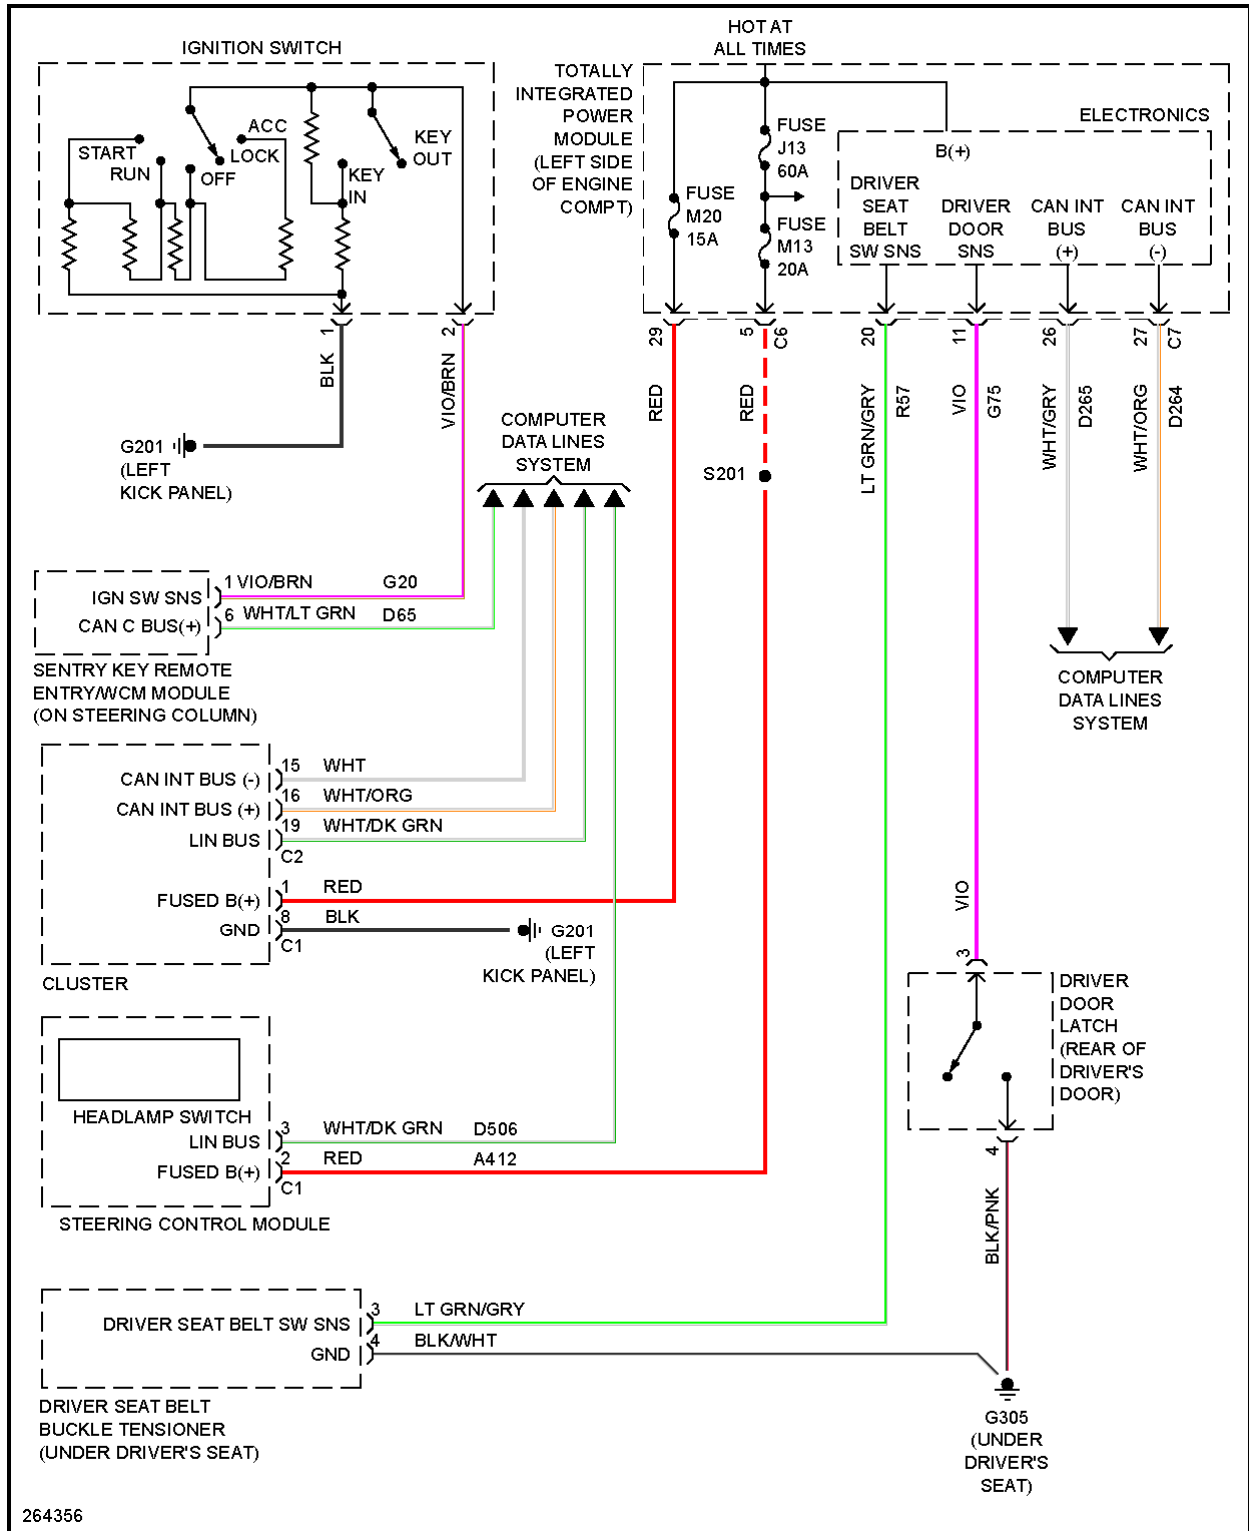 HOT AT
ALL TIMES
IGNITION SWITCH
START
RUN
OFF
LOCK
ACC
KEY
OUT
KEY
IN
TOTALLY
INTEGRATED
POWER
MODULE
(LEFT SIDE
OF ENGINE
COMPT)
ELECTRONICS
B(+)
FUSE
J13
60A
FUSE
M20
15A
FUSE
M13
20A
DRIVER
SEAT
BELT
SW SNS
DRIVER
DOOR
SNS
CAN INT
BUS
(+)
CAN INT
BUS
(-)
1
BLK
2
VIO/BRN
29
RED
5
C6
RED
20
LT GRN/GRY
R57
11
VIO
G75
26
WHT/GRY
D265
27
C7
WHT/ORG
D264
G201
(LEFT
KICK PANEL)
COMPUTER
DATA LINES
SYSTEM
S201
IGN SW SNS
1 VIO/BRN G20
CAN C BUS(+)
6 WHT/LT GRN D65
SENTRY KEY REMOTE
ENTRY/WCM MODULE
(ON STEERING COLUMN)
COMPUTER
DATA LINES
SYSTEM
CAN INT BUS (-)
15 WHT
CAN INT BUS (+)
16 WHT/ORG
LIN BUS
19 WHT/DK GRN
C2
FUSED B(+)
1 RED
GND
8 BLK
C1
G201
(LEFT
KICK PANEL)
CLUSTER
VIO
3
DRIVER
DOOR
LATCH
(REAR OF
DRIVER'S
DOOR)
4
BLK/PNK
HEADLAMP SWITCH
LIN BUS
3 WHT/DK GRN D506
FUSED B(+)
2 RED A412
C1
STEERING CONTROL MODULE
DRIVER SEAT BELT SW SNS
3 LT GRN/GRY
GND
4 BLK/WHT
DRIVER SEAT BELT
BUCKLE TENSIONER
(UNDER DRIVER'S SEAT)
G305
(UNDER
DRIVER'S
SEAT)
264356